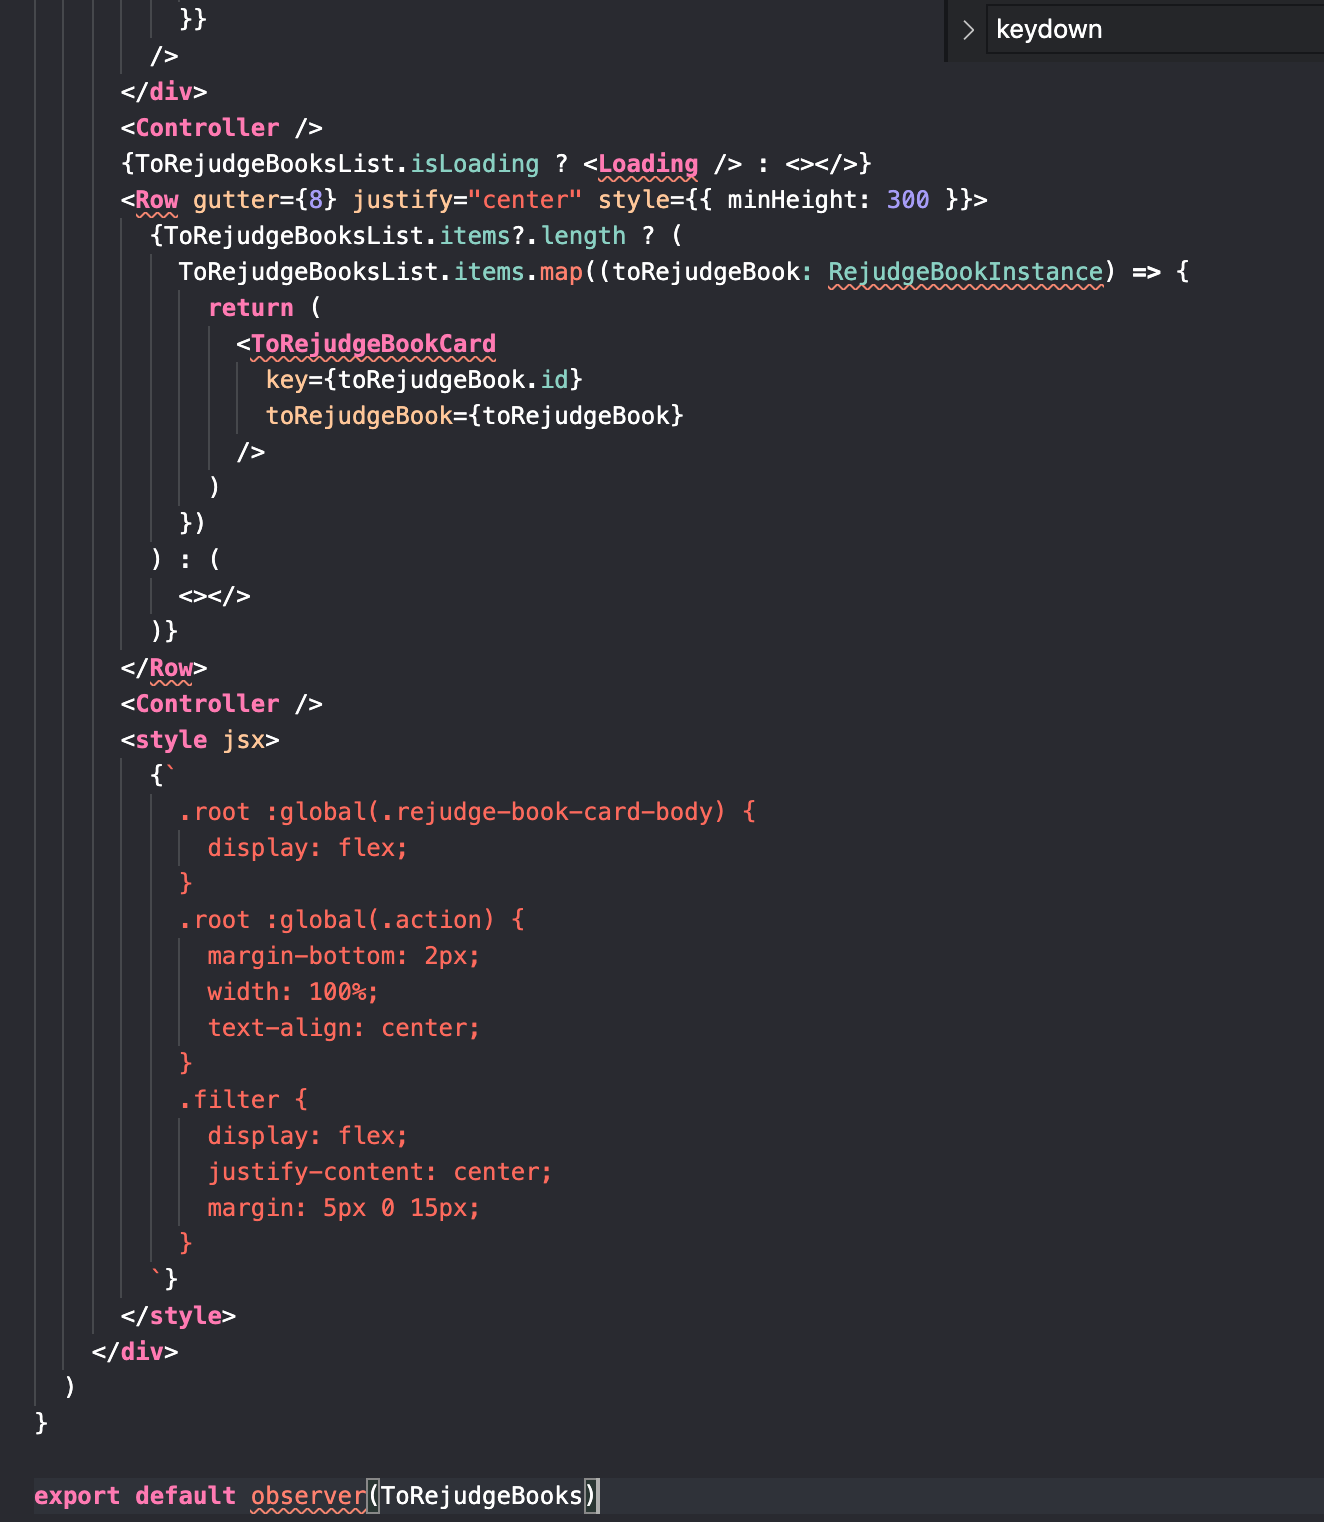 }}
keydown
/>
</div>
<Controller />
{ToRejudgeBooksList.isLoading ? <Loading /> : <></>}
<Row gutter={8} justify="center" style={{ minHeight: 300 }}>
{ToRejudgeBooksList.items?.length ? (
ToRejudgeBooksList.items.map((toRejudgeBook: RejudgeBookInstance) => {
return (
<ToRejudgeBookCard
key={toRejudgeBook.id}
toRejudgeBook={toRejudgeBook}
/>
)
})
) : (
<></>
)}
</Row>
<Controller />
<style jsx>
{`
.root :global(.rejudge-book-card-body) {
display: flex;
}
.root :global(.action) {
margin-bottom: 2px;
width: 100%;
text-align: center;
}
.filter {
display: flex;
justify-content: center;
margin: 5px 0 15px;
}
`}
</style>
</div>
)
}
export default observer(ToRejudgeBooks)